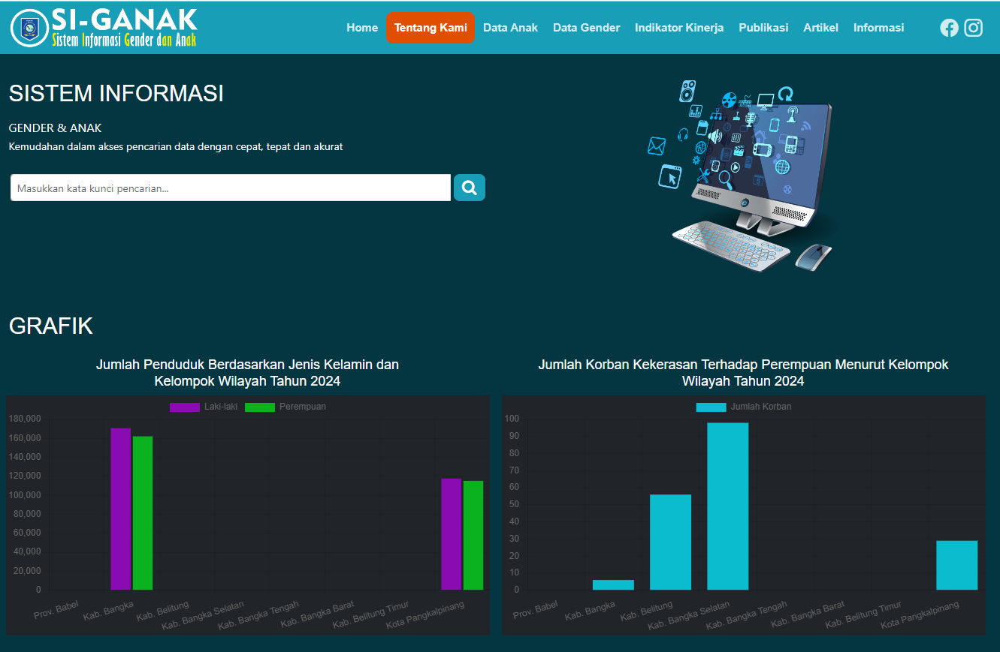 SI-GANAK
Sistem Informasi Gender dan Anak
Home Tentang Kami Data Anak Data Gender Indikator Kinerja Publikasi Artikel Informasi
SISTEM INFORMASI
GENDER & ANAK
Kemudahan dalam akses pencarian data dengan cepat, tepat dan akurat
Masukkan kata kunci pencarian...
GRAFIK
Jumlah Penduduk Berdasarkan Jenis Kelamin dan
Kelompok Wilayah Tahun 2024
Laki-laki Perempuan
180,000
160,000
140,000
120,000
100,000
80,000
60,000
40,000
20,000
0
Prov. Babel
Kab. Bangka
Kab. Belitung
Kab. Bangka Selatan
Kab. Bangka Tengah
Kab. Bangka Barat
Kab. Belitung Timur
Kota Pangkalpinang
Jumlah Korban Kekerasan Terhadap Perempuan Menurut Kelompok
Wilayah Tahun 2024
Jumlah Korban
100
90
80
70
60
50
40
30
20
10
0
Prov. Babel
Kab. Bangka
Kab. Belitung
Kab. Bangka Selatan
Kab. Bangka Tengah
Kab. Bangka Barat
Kab. Belitung Timur
Kota Pangkalpinang